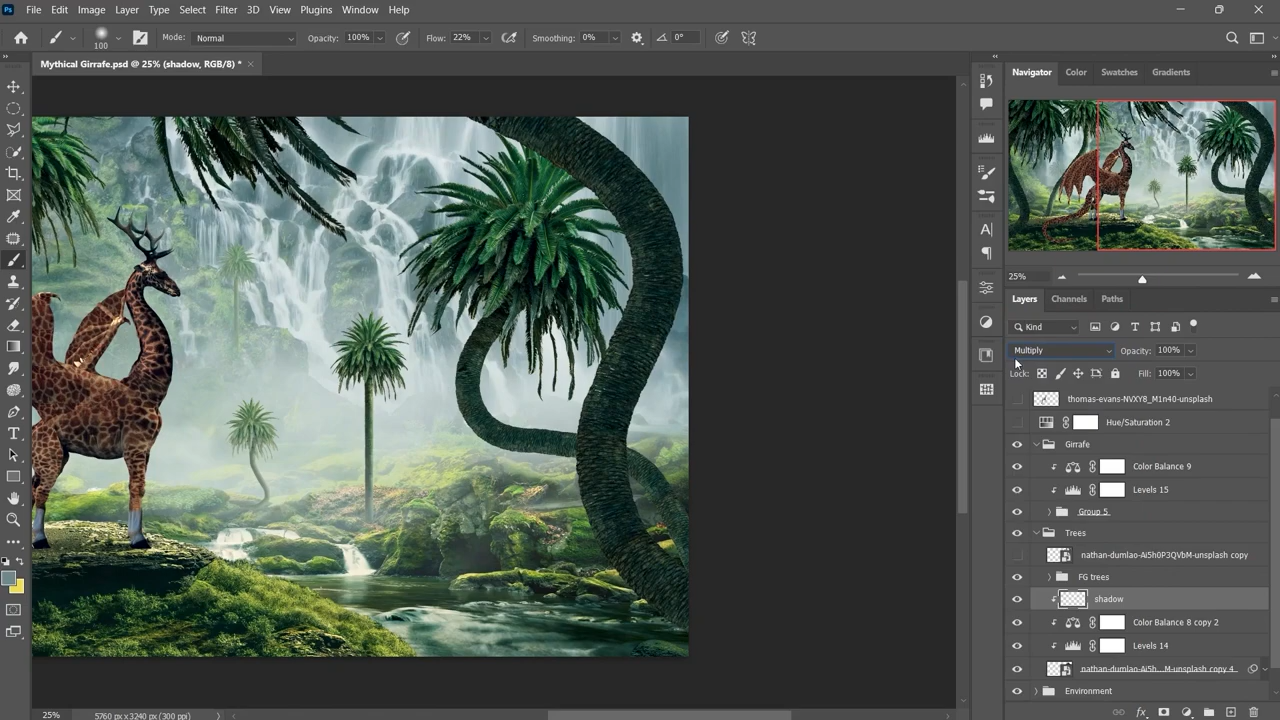 Ps File Edit Image Layer Type Select Filter 3D View Plugins Window Help
100 Mode: Normal Opacity: 100% Flow: 22% Smoothing: 0% 0°
Mythical Girrafe.psd @ 25% (shadow, RGB/8) *
Navigator Color Swatches Gradients
25%
Layers Channels Paths
Kind
Multiply Opacity: 100%
Lock: Fill: 100%
thomas-evans-NVXY8_M1n40-unsplash
Hue/Saturation 2
Girrafe
Color Balance 9
Levels 15
Group 5
Trees
nathan-dumlao-Ai5h0P3QVbM-unsplash copy
FG trees
shadow
Color Balance 8 copy 2
Levels 14
nathan-dumlao-Ai5h...M-unsplash copy 4
Environment
25% 5760 px x 3240 px (300 ppi)